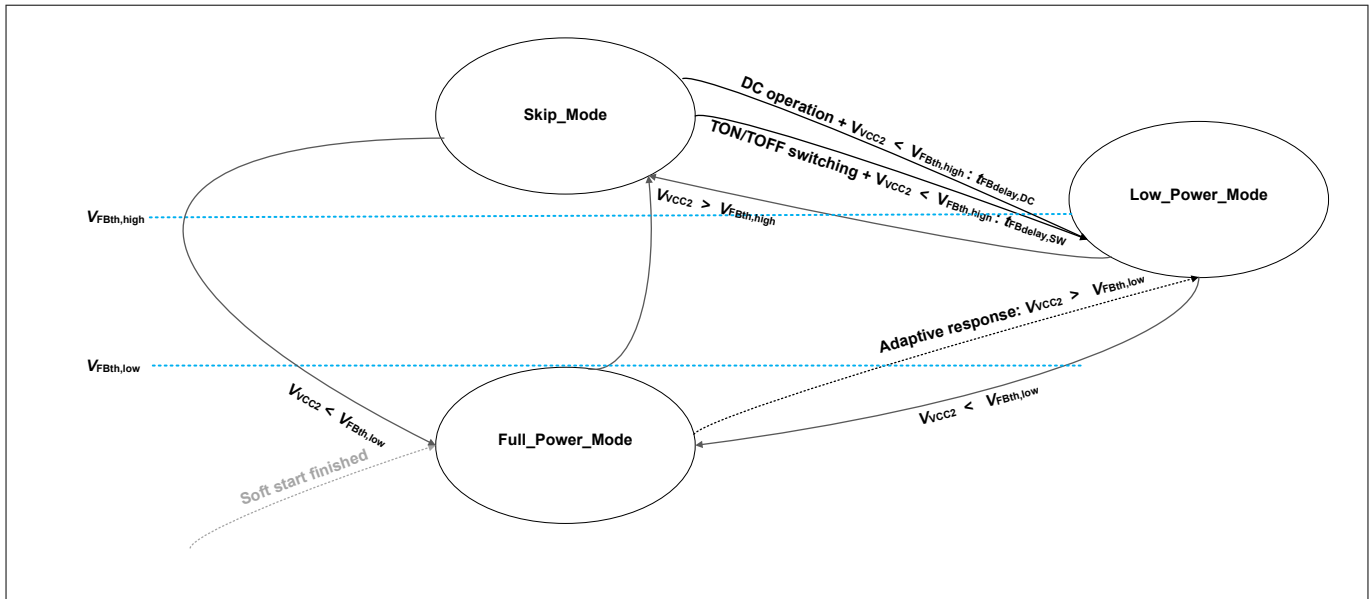 Skip_Mode
DC operation + VVCC2 < VFBth,high : tFBdelay,DC
TON/TOFF switching + VVCC2 < VFBth,high : tFBdelay,SW
Low_Power_Mode
VVCC2 > VFBth,high
VFBth,high
Adaptive response: VVCC2 > VFBth,low
VFBth,low
VVCC2 < VFBth,low
VVCC2 < VFBth,low
Full_Power_Mode
Soft start finished